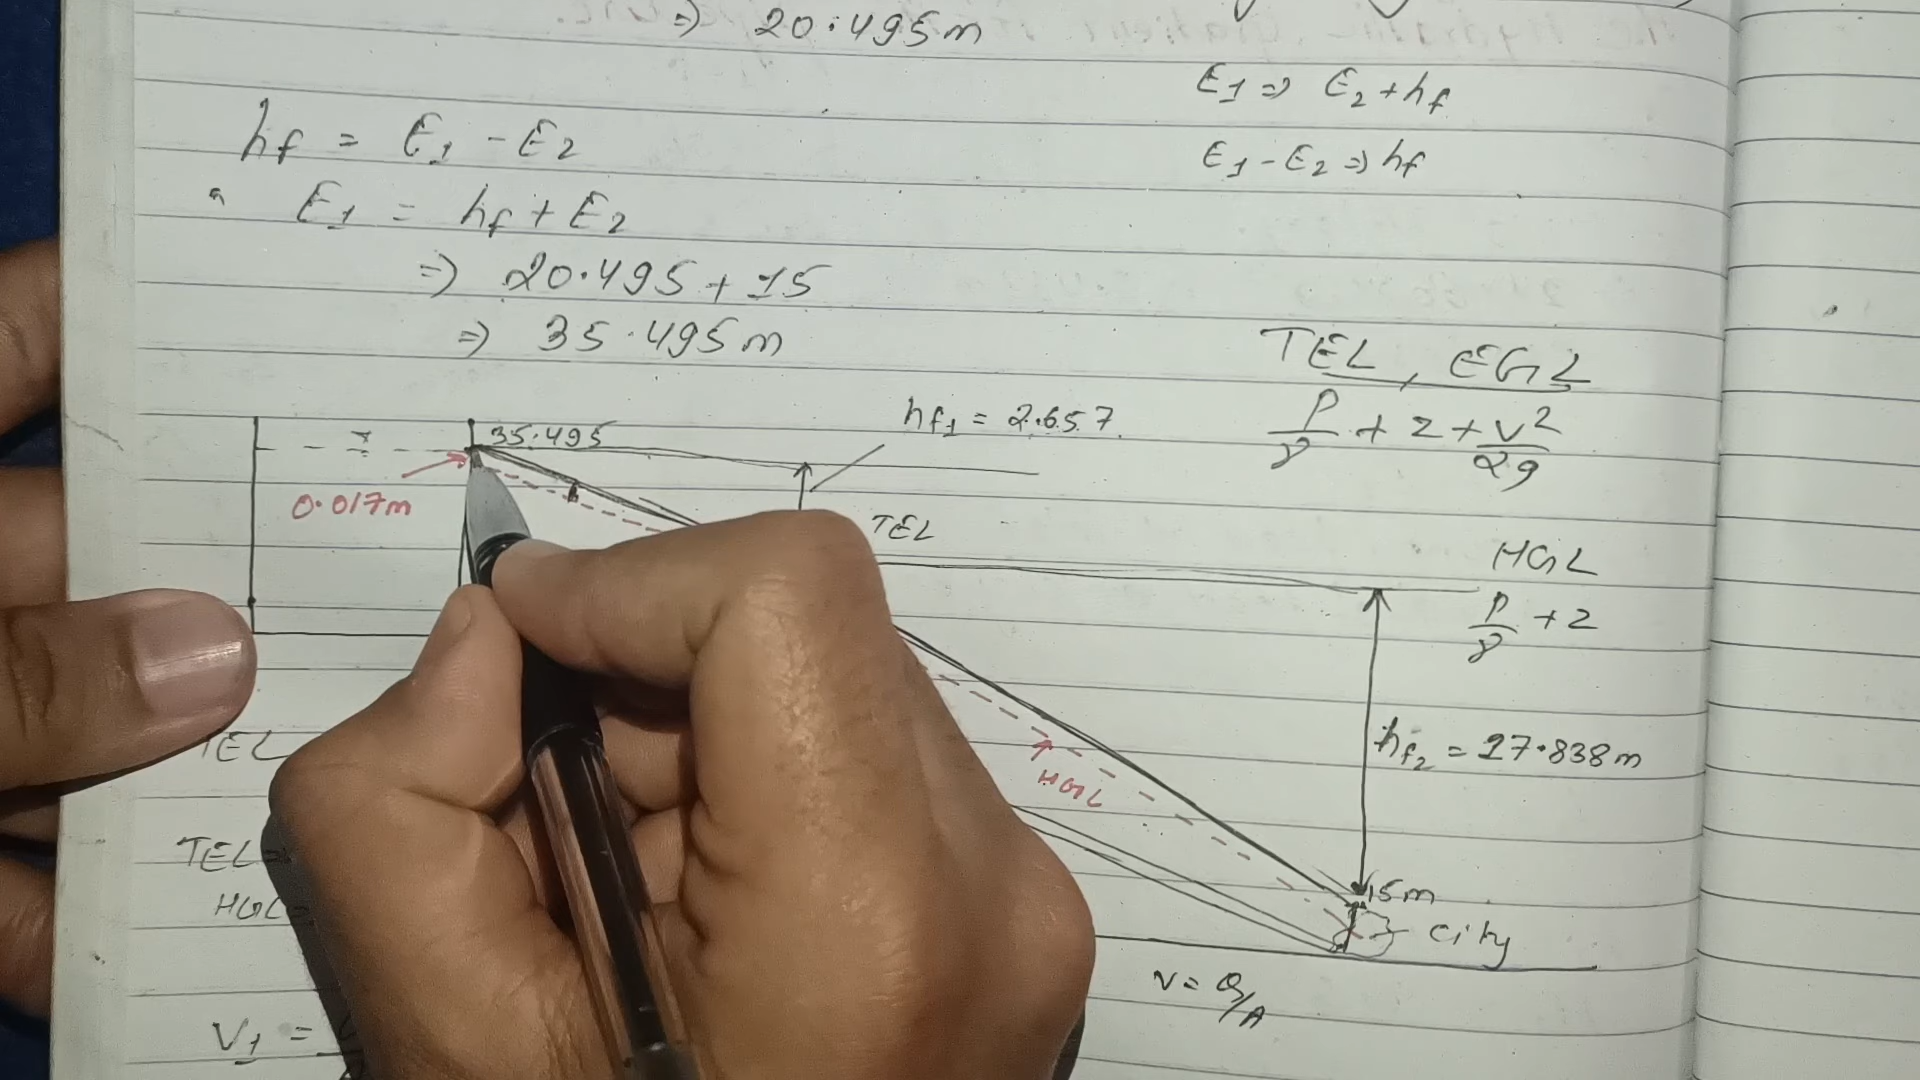 ⇒ 20.495m
E1 ⇒ E2 + hf
hf = E1 - E2
E1 - E2 ⇒ hf
E1 = hf + E2
⇒ 20.495 + 15
⇒ 35.495m
TEL, EGL
P/γ + z + v²/2g
35.495
hf1 = 2.657
0.017m
TEL
HGL
P/γ + z
hf2 = 17.838m
TEL
HGL
15m
TEL =
HGL =
city
v = Q/A
V1 =